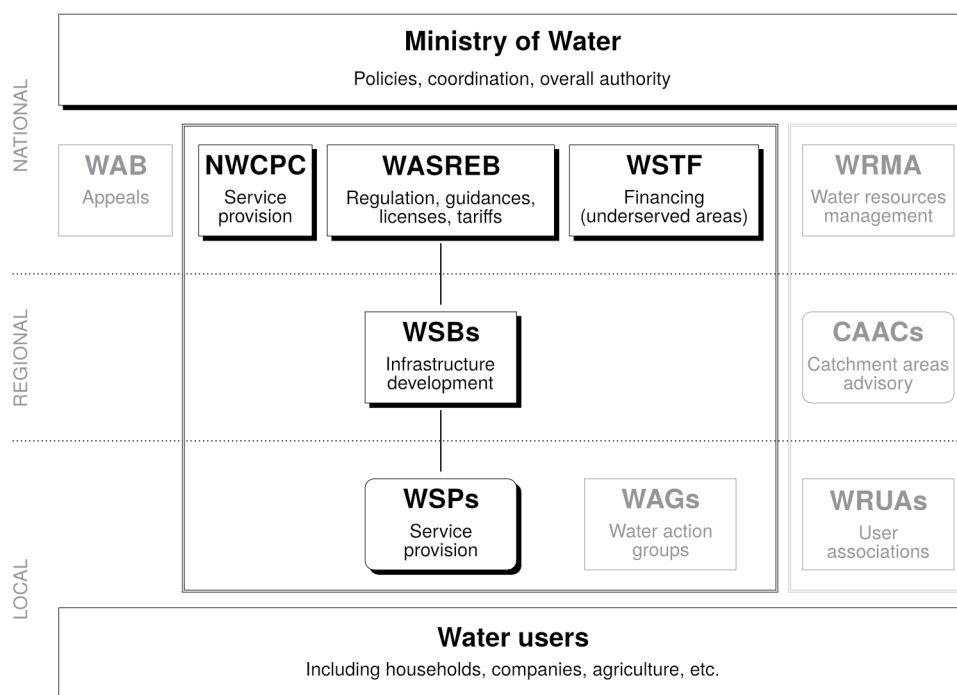 Ministry of Water
Policies, coordination, overall authority
NATIONAL
WAB
Appeals
NWCPC
Service
provision
WASREB
Regulation, guidances,
licenses, tariffs
WSTF
Financing
(underserved areas)
WRMA
Water resources
management
REGIONAL
WSBs
Infrastructure
development
CAACs
Catchment areas
advisory
LOCAL
WSPs
Service
provision
WAGs
Water action
groups
WRUAs
User
associations
Water users
Including households, companies, agriculture, etc.